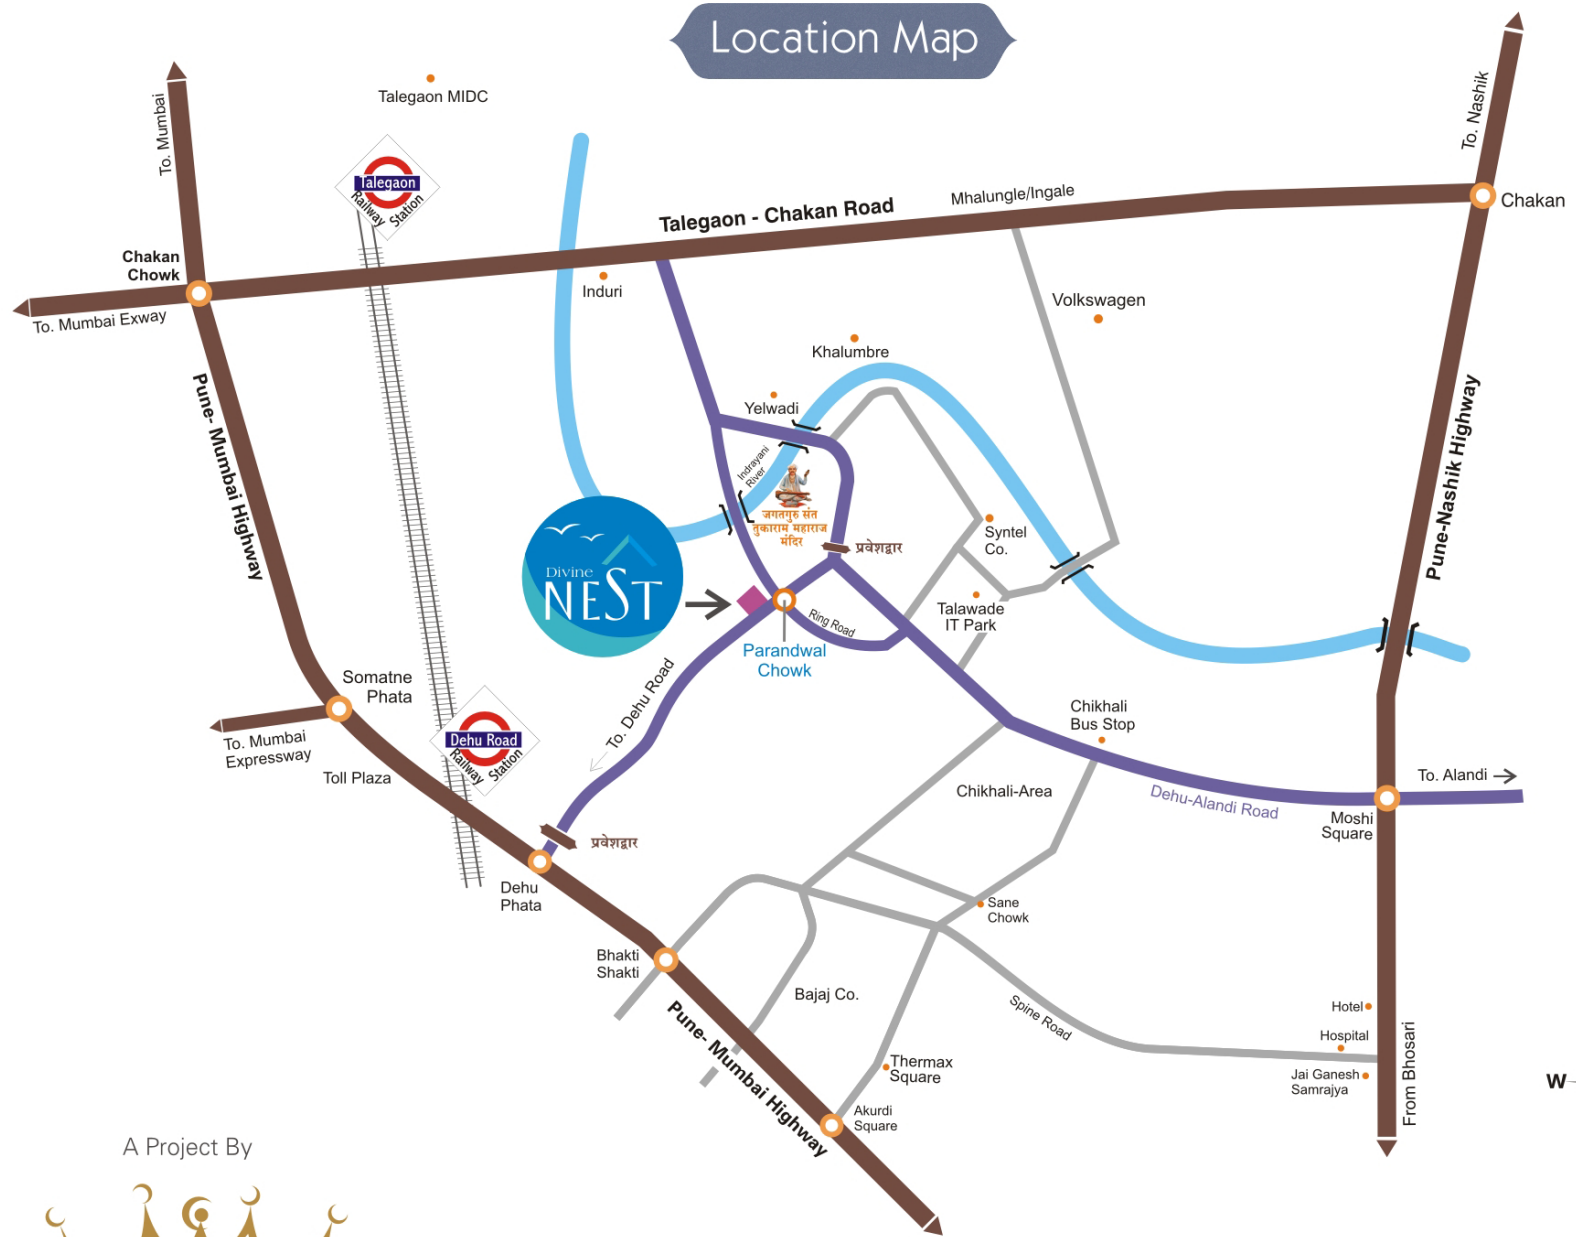 Location Map
To. Mumbai
Talegaon MIDC
Talegaon
Railway Station
To. Nashik
Chakan
Mhalungle/Ingale
Talegaon - Chakan Road
Chakan
Chowk
To. Mumbai Exway
Induri
Volkswagen
Khalumbre
Yelwadi
Pune- Mumbai Highway
Pune-Nashik Highway
Indrayani
River
जगतगुरु संत
तुकाराम महाराज
मंदिर
प्रवेशद्वार
Syntel
Co.
Divine
NEST
Talawade
IT Park
Ring Road
Parandwal
Chowk
To. Dehu Road
Somatne
Phata
To. Mumbai
Expressway
Toll Plaza
Dehu Road
Railway Station
Chikhali
Bus Stop
Chikhali-Area
Dehu-Alandi Road
To. Alandi
Moshi
Square
प्रवेशद्वार
Dehu
Phata
Sane
Chowk
Bhakti
Shakti
Bajaj Co.
Spine Road
Pune- Mumbai Highway
Thermax
Square
Akurdi
Square
Hotel
Hospital
Jai Ganesh
Samrajya
From Bhosari
W
A Project By